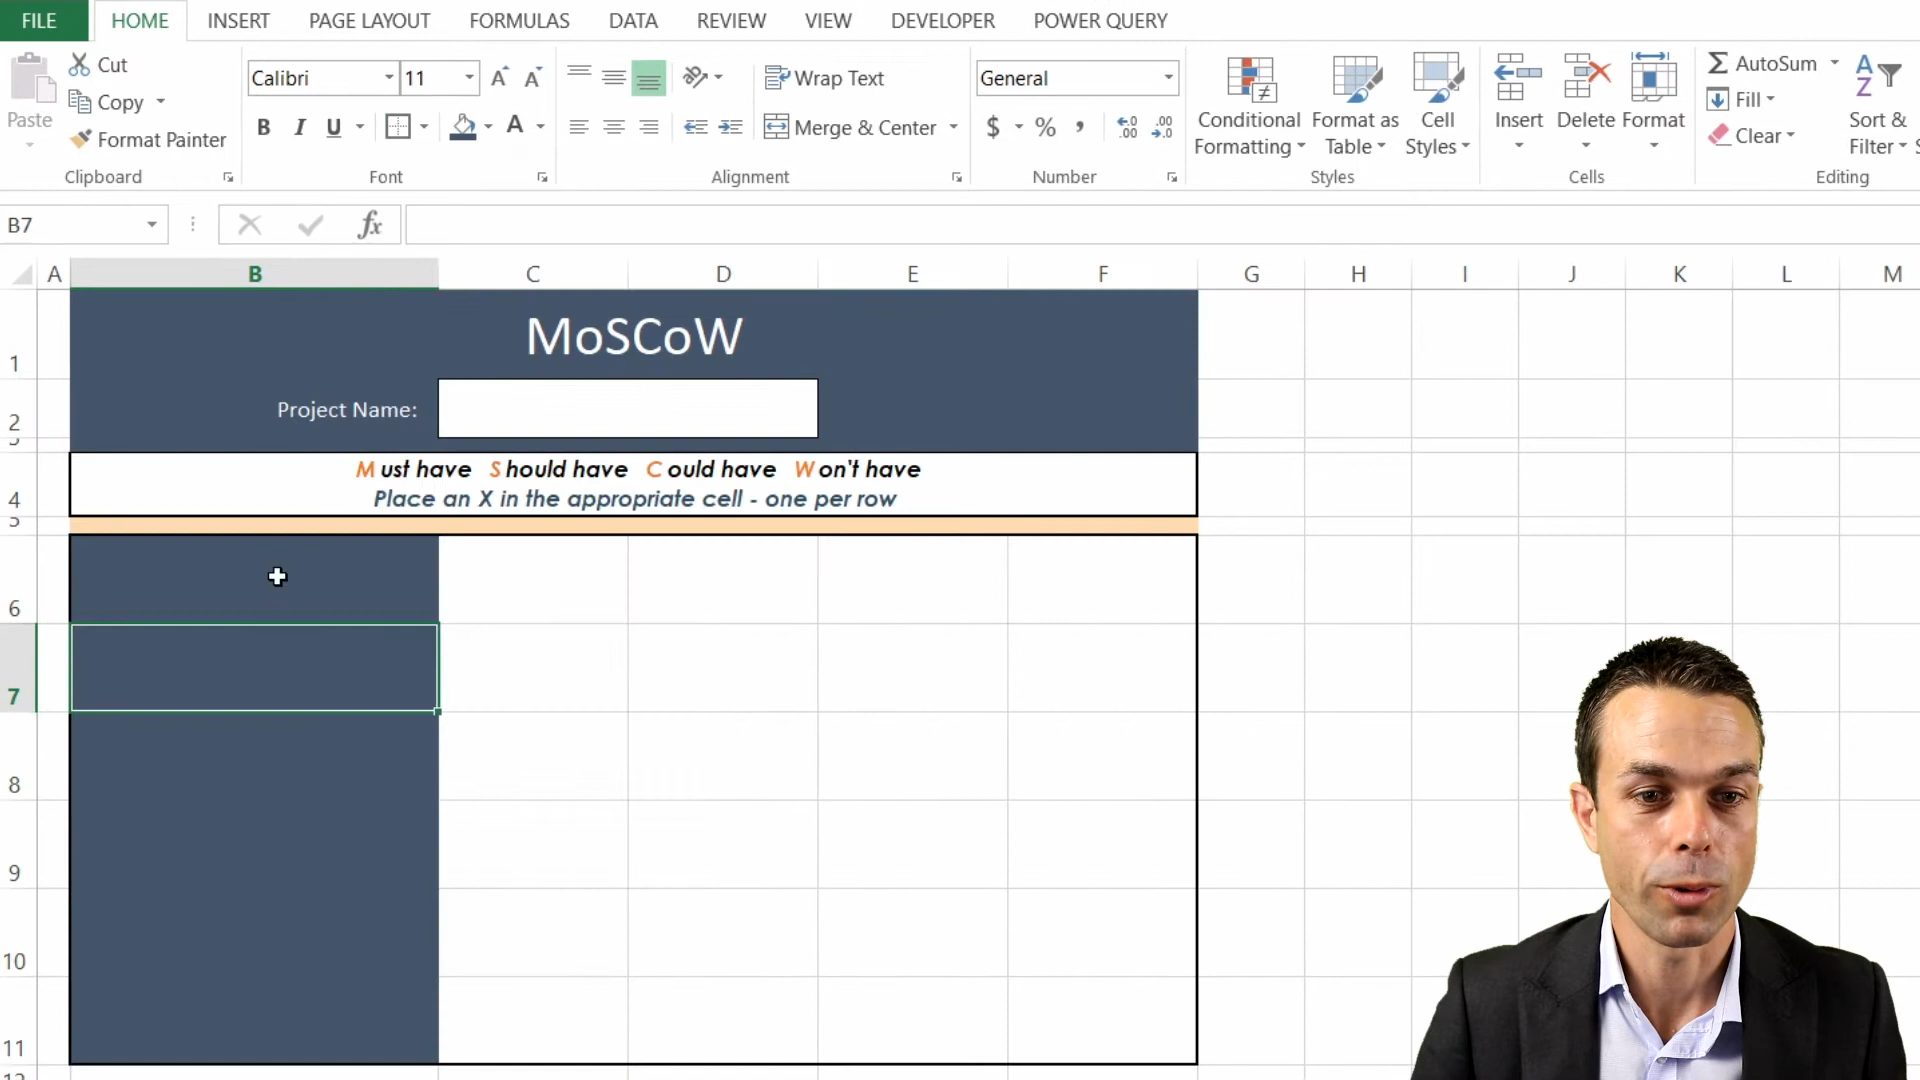 FILE HOME INSERT PAGE LAYOUT FORMULAS DATA REVIEW VIEW DEVELOPER POWER QUERY
Paste
Cut
Copy
Format Painter
Clipboard
Calibri 11 A A
B I U A
Font
Wrap Text
Merge & Center
Alignment
General
$ % , .00 .00
Number
Conditional Formatting
Format as Table
Cell Styles
Styles
Insert
Delete
Format
Cells
AutoSum
Fill
Clear
Sort & Filter
Editing
B7
fx
A B C D E F G H I J K L M
1
MoSCoW
2
Project Name:
Must have Should have Could have Won't have
4
Place an X in the appropriate cell - one per row
5
6
7
8
9
10
11